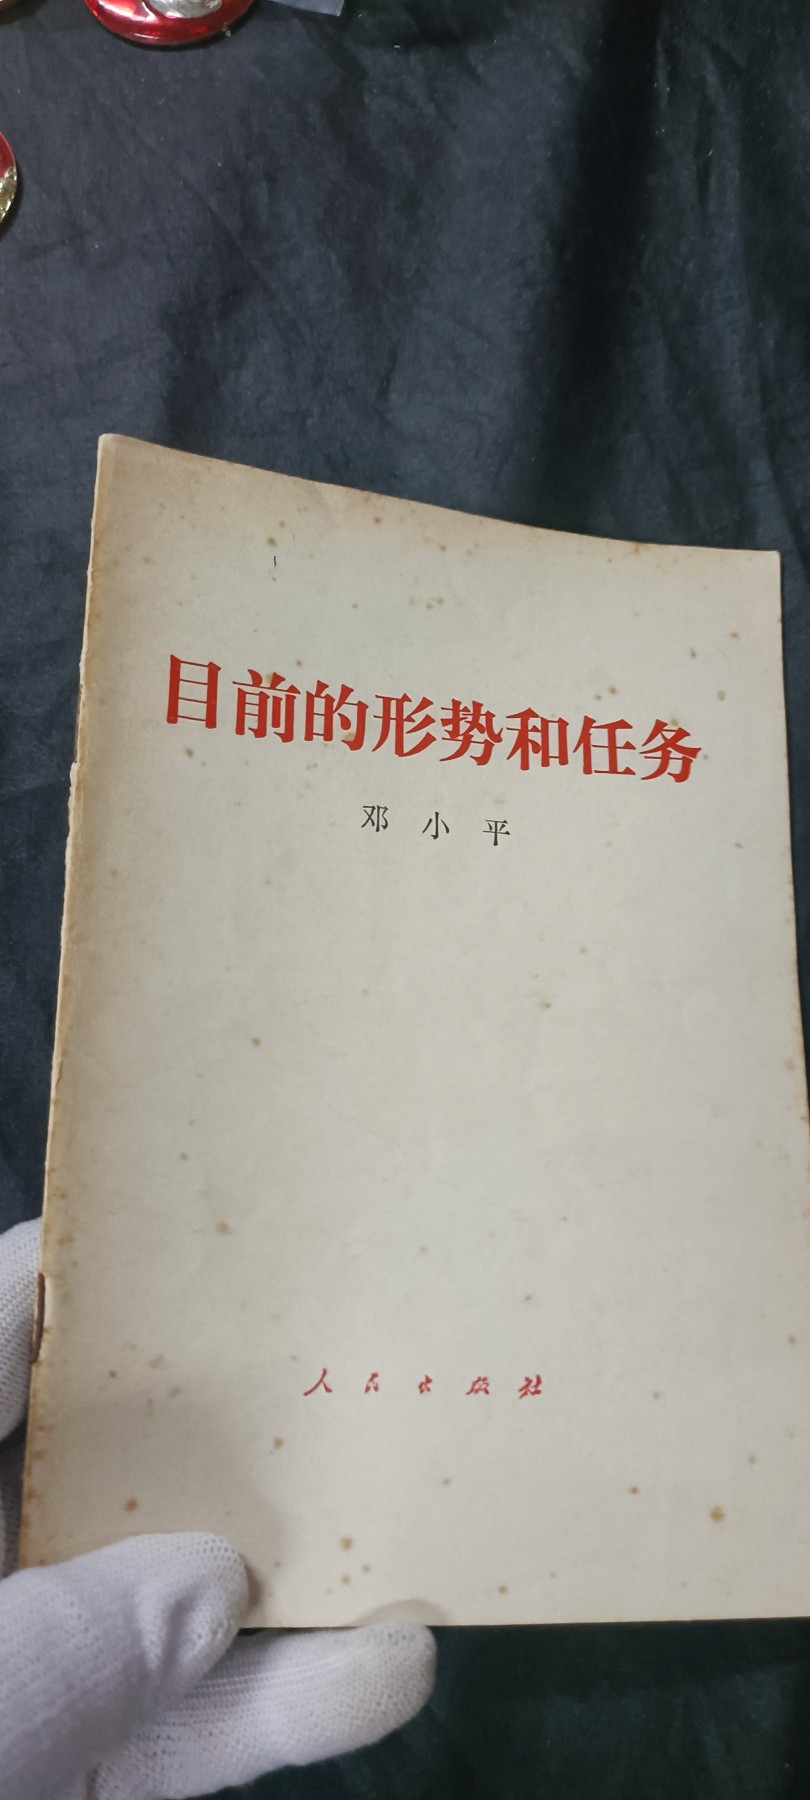 目前的形势和任务
邓小平
人民出版社